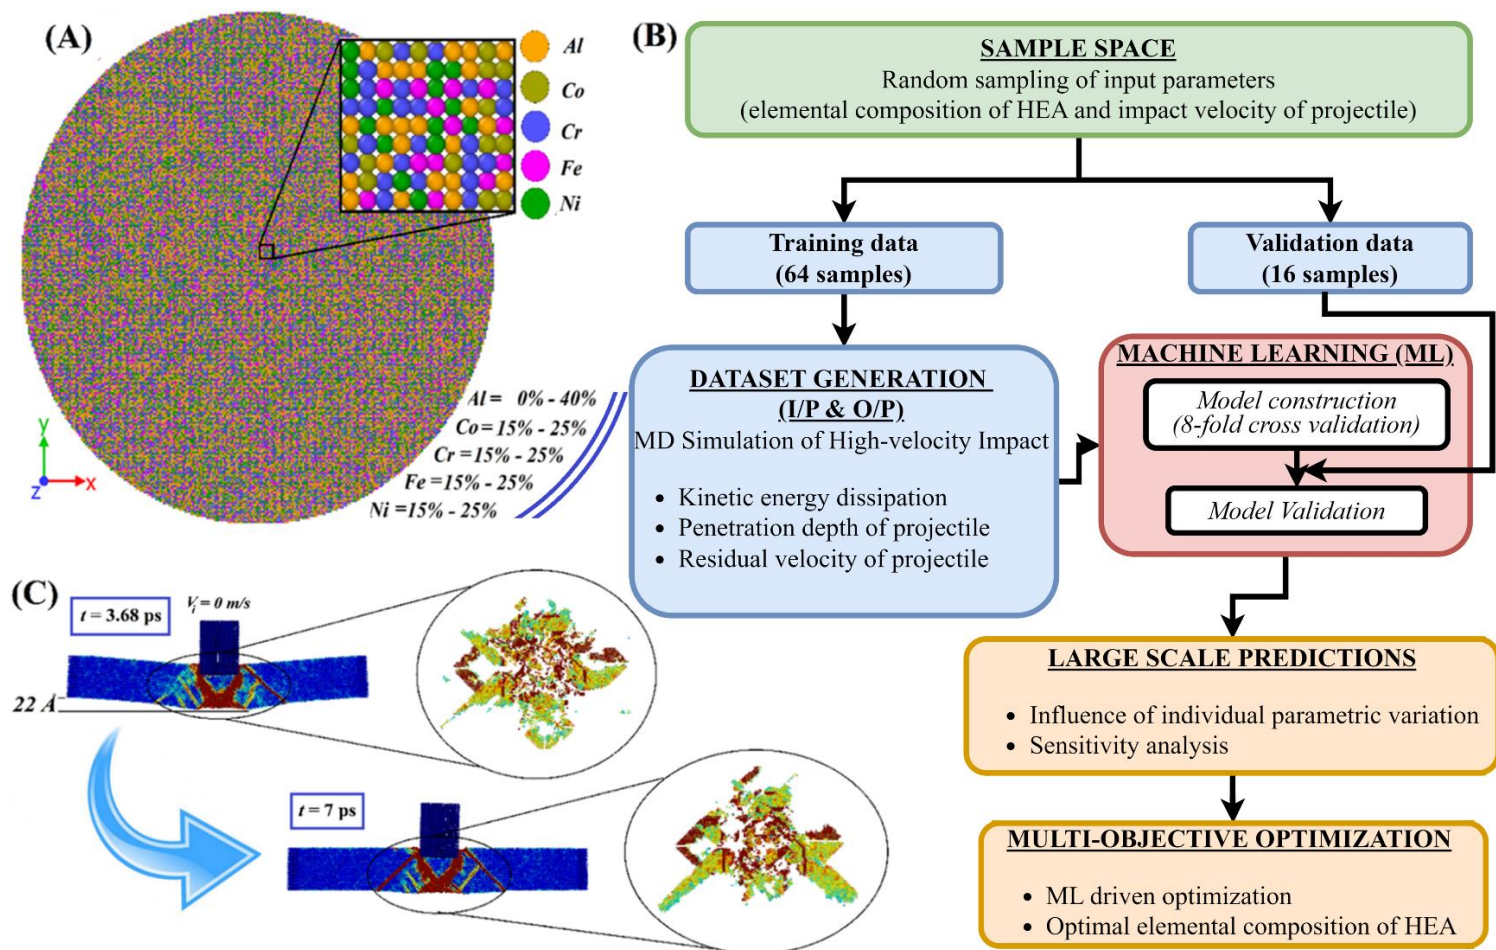 (A)
Al
Co
Cr
Fe
Ni
Al = 0% - 40%
Co = 15% - 25%
Cr = 15% - 25%
Fe = 15% - 25%
Ni = 15% - 25%
y
z
x
(B)
SAMPLE SPACE
Random sampling of input parameters
(elemental composition of HEA and impact velocity of projectile)
Training data
(64 samples)
Validation data
(16 samples)
DATASET GENERATION
(I/P & O/P)
MD Simulation of High-velocity Impact
• Kinetic energy dissipation
• Penetration depth of projectile
• Residual velocity of projectile
MACHINE LEARNING (ML)
Model construction
(8-fold cross validation)
Model Validation
LARGE SCALE PREDICTIONS
• Influence of individual parametric variation
• Sensitivity analysis
MULTI-OBJECTIVE OPTIMIZATION
• ML driven optimization
• Optimal elemental composition of HEA
(C)
t = 3.68 ps
V_i = 0 m/s
22 Å
t = 7 ps